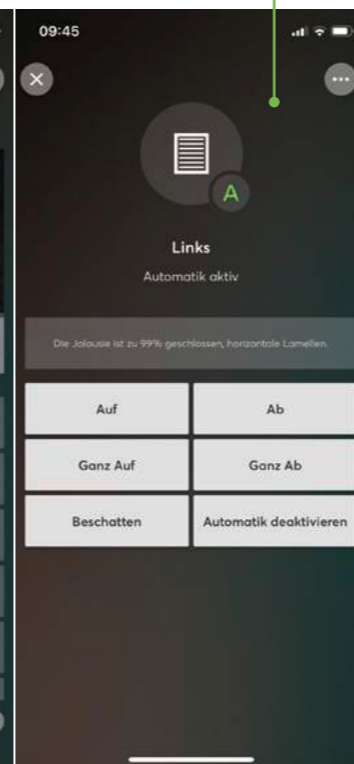 09:45
A
Links
Automatik aktiv
Die Jalousie ist zu 99% geschlossen, horizontale Lamellen.
Auf
Ab
Ganz Auf
Ganz Ab
Beschatten
Automatik deaktivieren